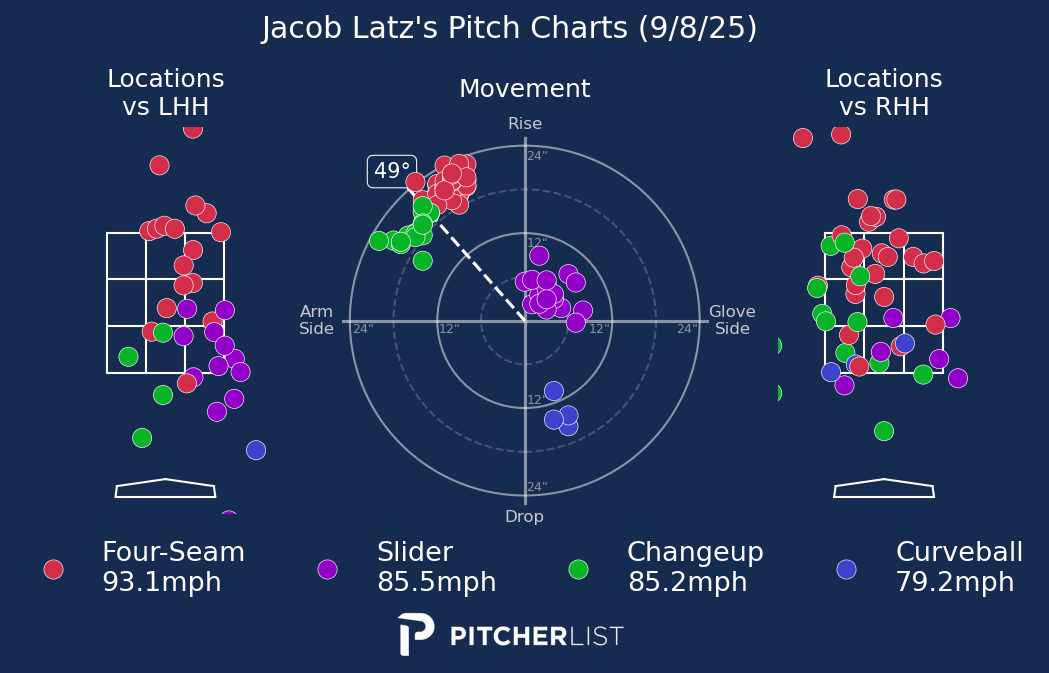 Jacob Latz's Pitch Charts (9/8/25)
Locations
vs LHH
Movement
Locations
vs RHH
Rise
24"
49°
12"
Arm
Side
24"
12"
12"
24"
Glove
Side
12"
24"
Drop
Four-Seam
93.1mph
Slider
85.5mph
Changeup
85.2mph
Curveball
79.2mph
PITCHERLIST